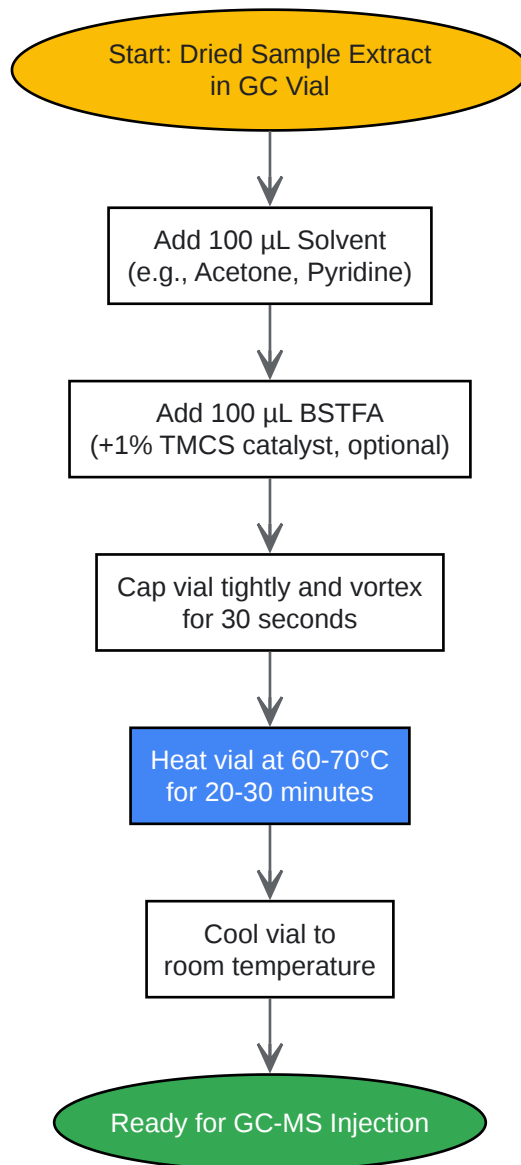 Start: Dried Sample Extract
in GC Vial
Add 100 µL Solvent
(e.g., Acetone, Pyridine)
Add 100 µL BSTFA
(+1% TMCS catalyst, optional)
Cap vial tightly and vortex
for 30 seconds
Heat vial at 60-70°C
for 20-30 minutes
Cool vial to
room temperature
Ready for GC-MS Injection